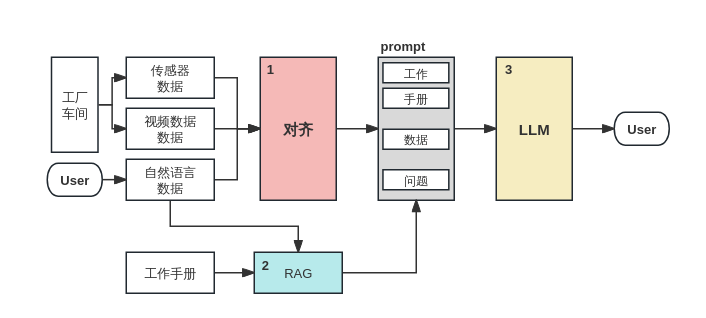 prompt
工厂
车间
传感器
数据
视频数据
数据
自然语言
数据
User
1
对齐
工作
手册
数据
问题
3
LLM
User
工作手册
2
RAG